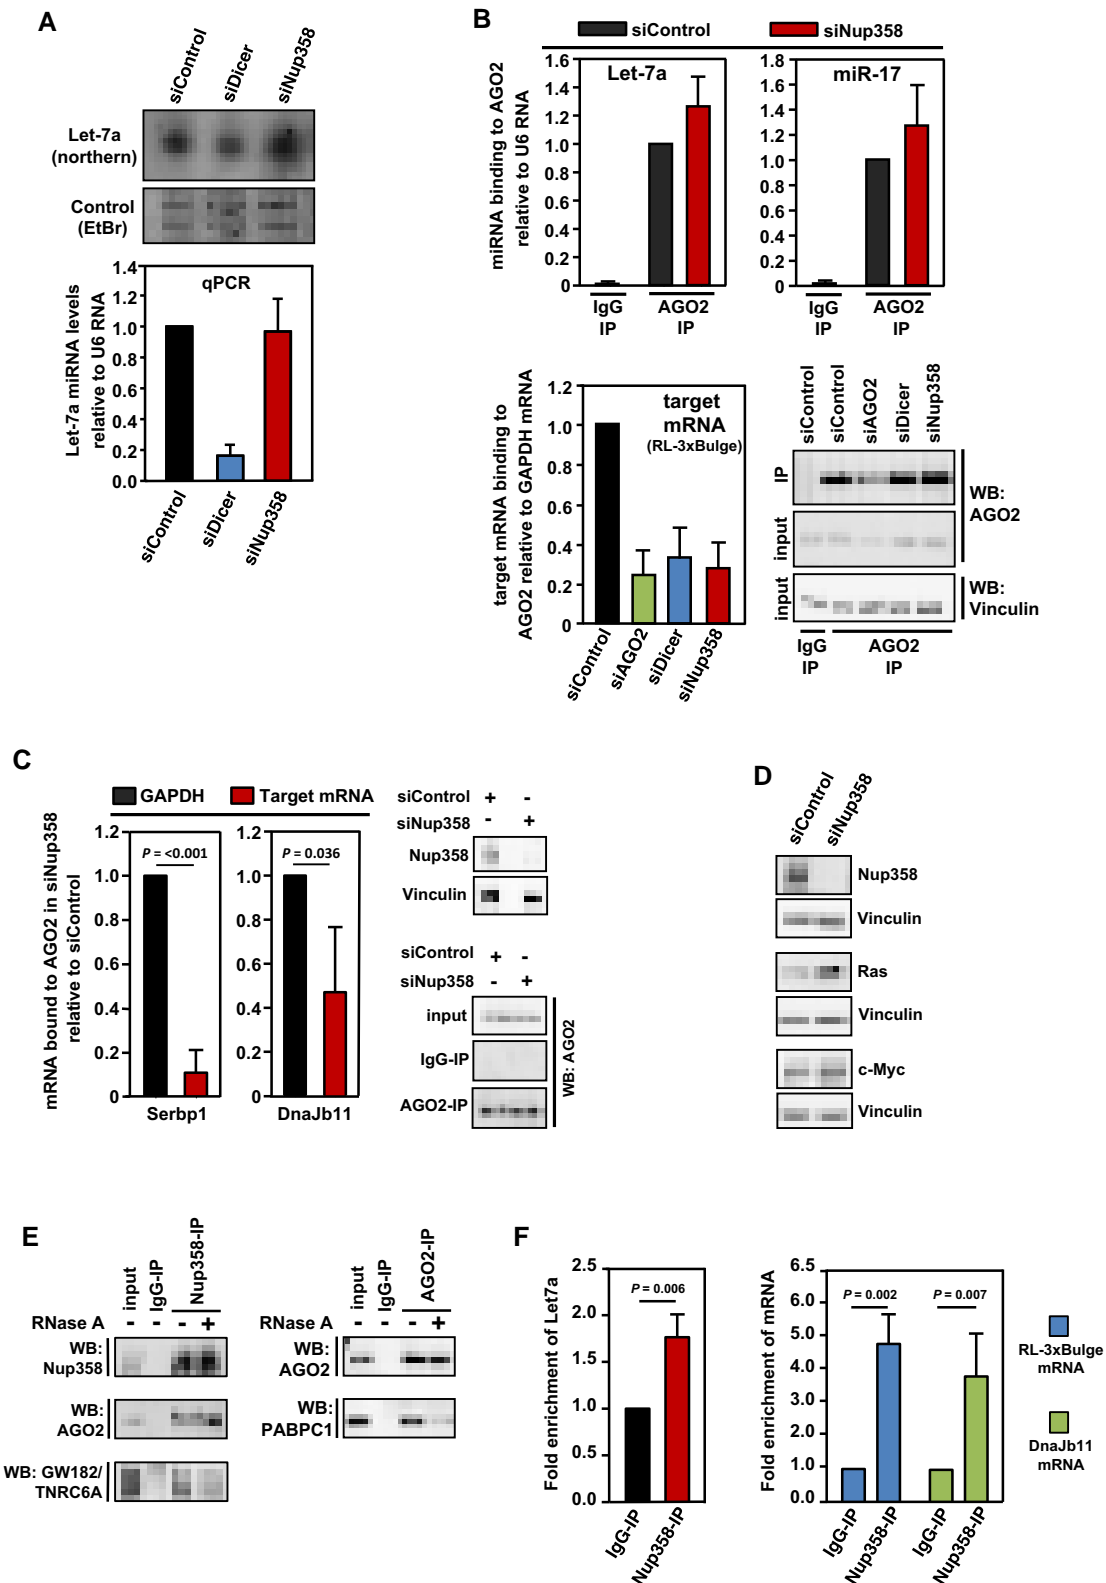 A
siControl
siDicer
siNup358
Let-7a
(northern)
Control
(EtBr)
Let-7a miRNA levels
relative to U6 RNA
qPCR
1.4
1.2
1.0
0.8
0.6
0.4
0.2
0.0
siControl
siDicer
siNup358
B
siControl
siNup358
miRNA binding to AGO2
relative to U6 RNA
Let-7a
1.6
1.4
1.2
1.0
0.8
0.6
0.4
0.2
0
IgG
IP
AGO2
IP
miR-17
1.8
1.6
1.4
1.2
1.0
0.8
0.6
0.4
0.2
0
IgG
IP
AGO2
IP
target mRNA binding to
AGO2 relative to GAPDH mRNA
target
mRNA
(RL-3xBulge)
1.2
1.0
0.8
0.6
0.4
0.2
0
siControl
siAGO2
siDicer
siNup358
siControl
siControl
siAGO2
siDicer
siNup358
IP
input
input
WB:
AGO2
WB:
Vinculin
IgG
IP
AGO2
IP
C
GAPDH
Target mRNA
mRNA bound to AGO2 in siNup358
relative to siControl
1.2
1.0
0.8
0.6
0.4
0.2
0
P = <0.001
Serbp1
1.2
1.0
0.8
0.6
0.4
0.2
0
P = 0.036
DnaJb11
siControl + -
siNup358 - +
Nup358
Vinculin
siControl + -
siNup358 - +
input
IgG-IP
AGO2-IP
WB: AGO2
D
siControl
siNup358
Nup358
Vinculin
Ras
Vinculin
c-Myc
Vinculin
E
input
IgG-IP
Nup358-IP
RNase A - - - +
WB:
Nup358
WB:
AGO2
WB: GW182/
TNRC6A
input
IgG-IP
AGO2-IP
RNase A - - - +
WB:
AGO2
WB:
PABPC1
F
Fold enrichment of Let7a
2.5
2.0
1.5
1.0
0.5
0.0
P = 0.006
IgG-IP
Nup358-IP
Fold enrichment of mRNA
6.5
6.0
5.0
4.0
3.0
2.0
1.0
0.0
P = 0.002
P = 0.007
IgG-IP
Nup358-IP
IgG-IP
Nup358-IP
RL-3xBulge
mRNA
DnaJb11
mRNA